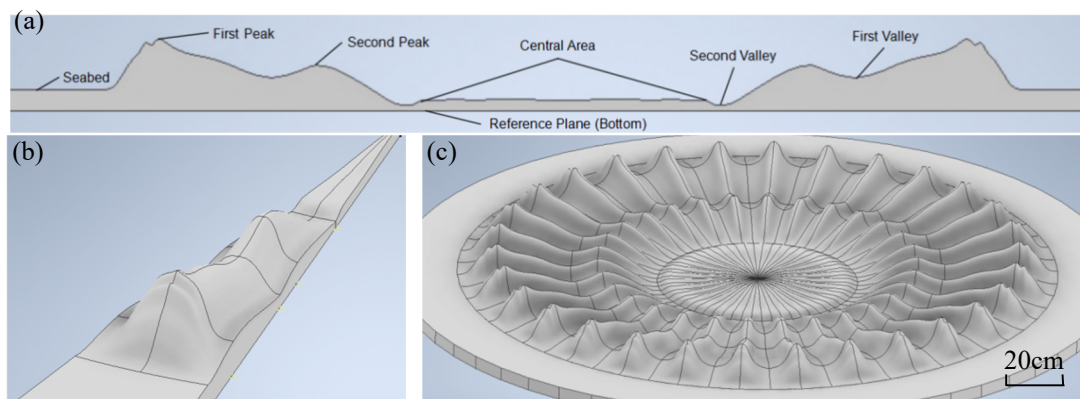 (a)
First Peak
Second Peak
Central Area
First Valley
Second Valley
Seabed
Reference Plane (Bottom)
(b)
(c)
20cm